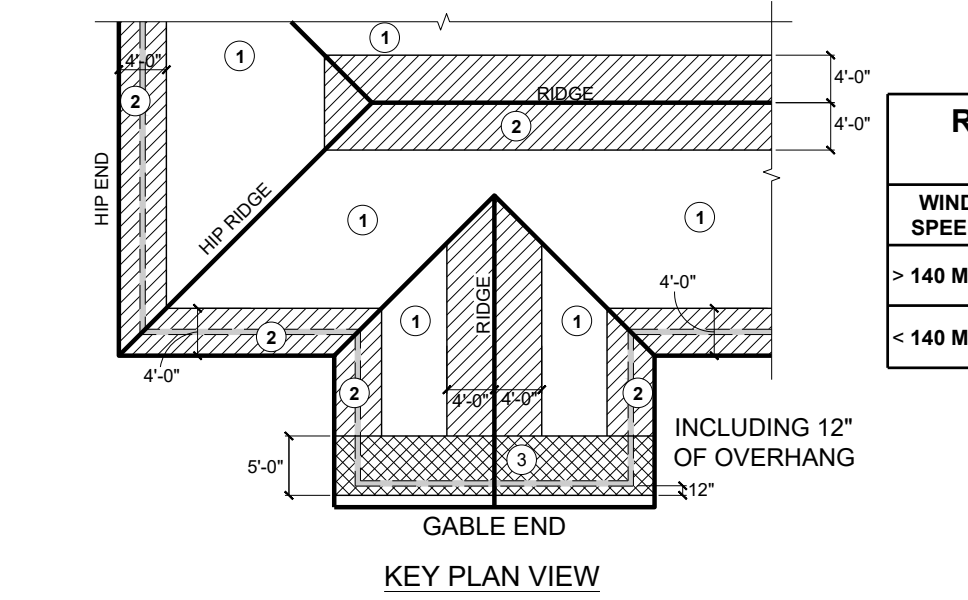 1
1
4'-0"
4'-0"
RIDGE
2
2
4'-0"
HIP END
HIP RIDGE
1
1
WIND
SPEE
> 140 M
< 140 M
R
4'-0"
RIDGE
1
1
2
4'-0"
2
2
4'-0"
4'-0"
INCLUDING 12"
OF OVERHANG
3
5'-0"
12"
GABLE END
KEY PLAN VIEW